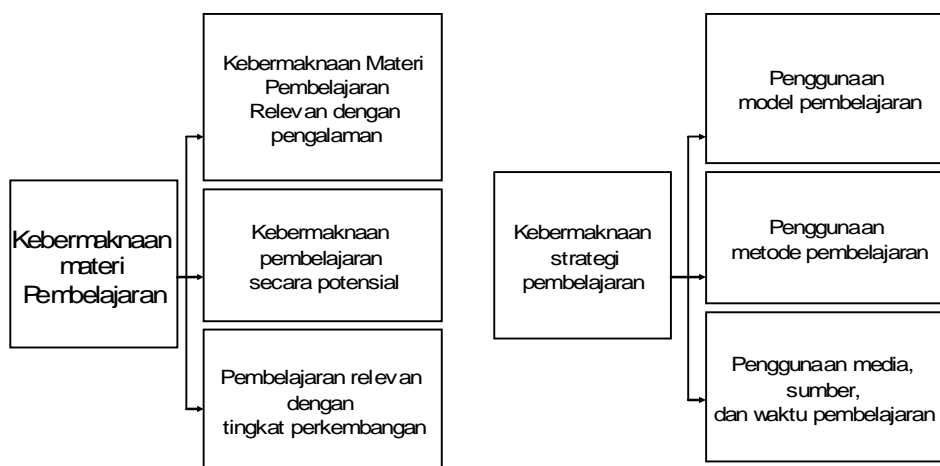 Kebermaknaan
materi
Pembelajaran
Kebermaknaan Materi
Pembelajaran
Relevan dengan
pengalaman
Kebermaknaan
pembelajaran
secara potensial
Pembelajaran relevan
dengan
tingkat perkembangan
Kebermaknaan
strategi
pembelajaran
Penggunaan
model pembelajaran
Penggunaan
metode pembelajaran
Penggunaan media,
sumber,
dan waktu pembelajaran